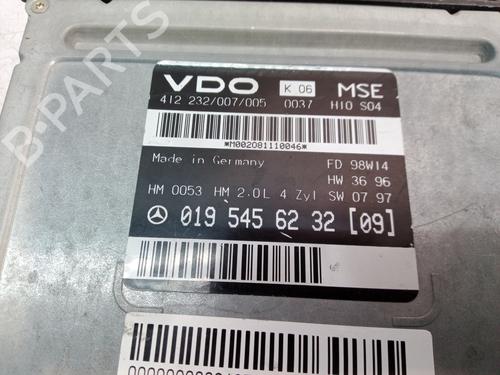 VDO K 06 MSE
412 232/007/005 0037 H10 S04
*M002081110046*
Made in Germany FD 98W14
HW 36 96
HM 0053 HM 2.0L 4 Zyl SW 07.97
019 545 62 32 [09]
B-PARTS